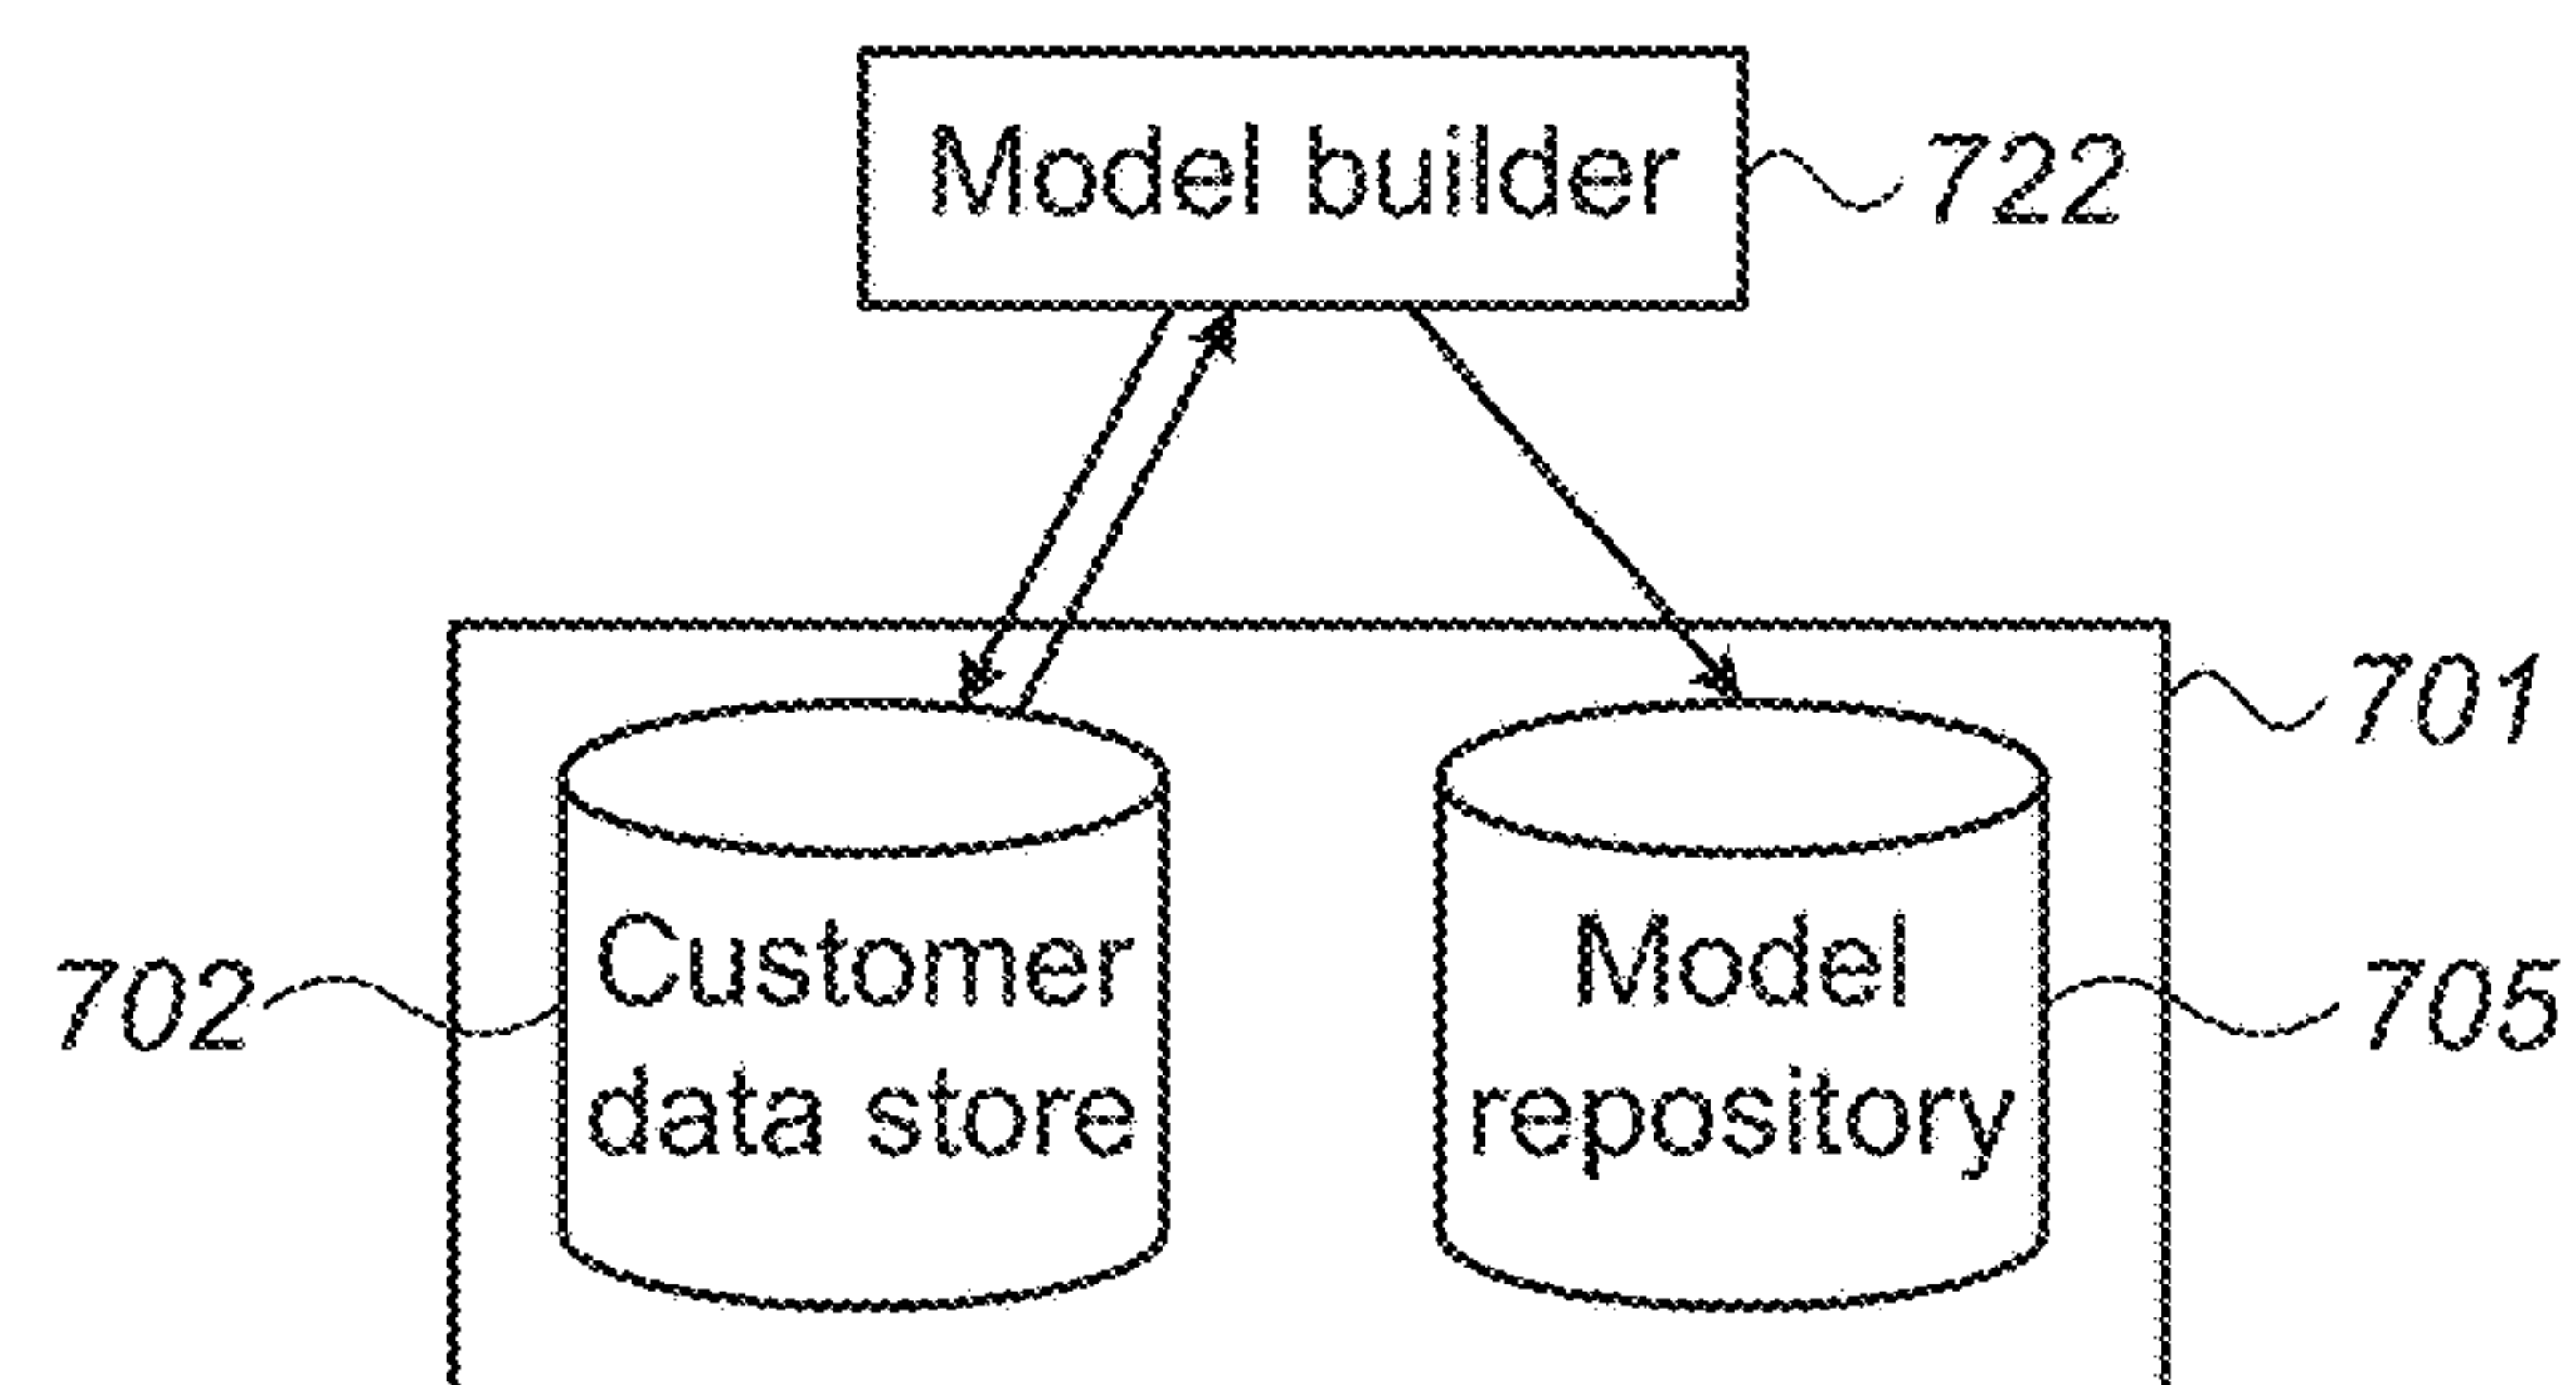 Model builder
722
701
702
Customer
data store
Model
repository
705